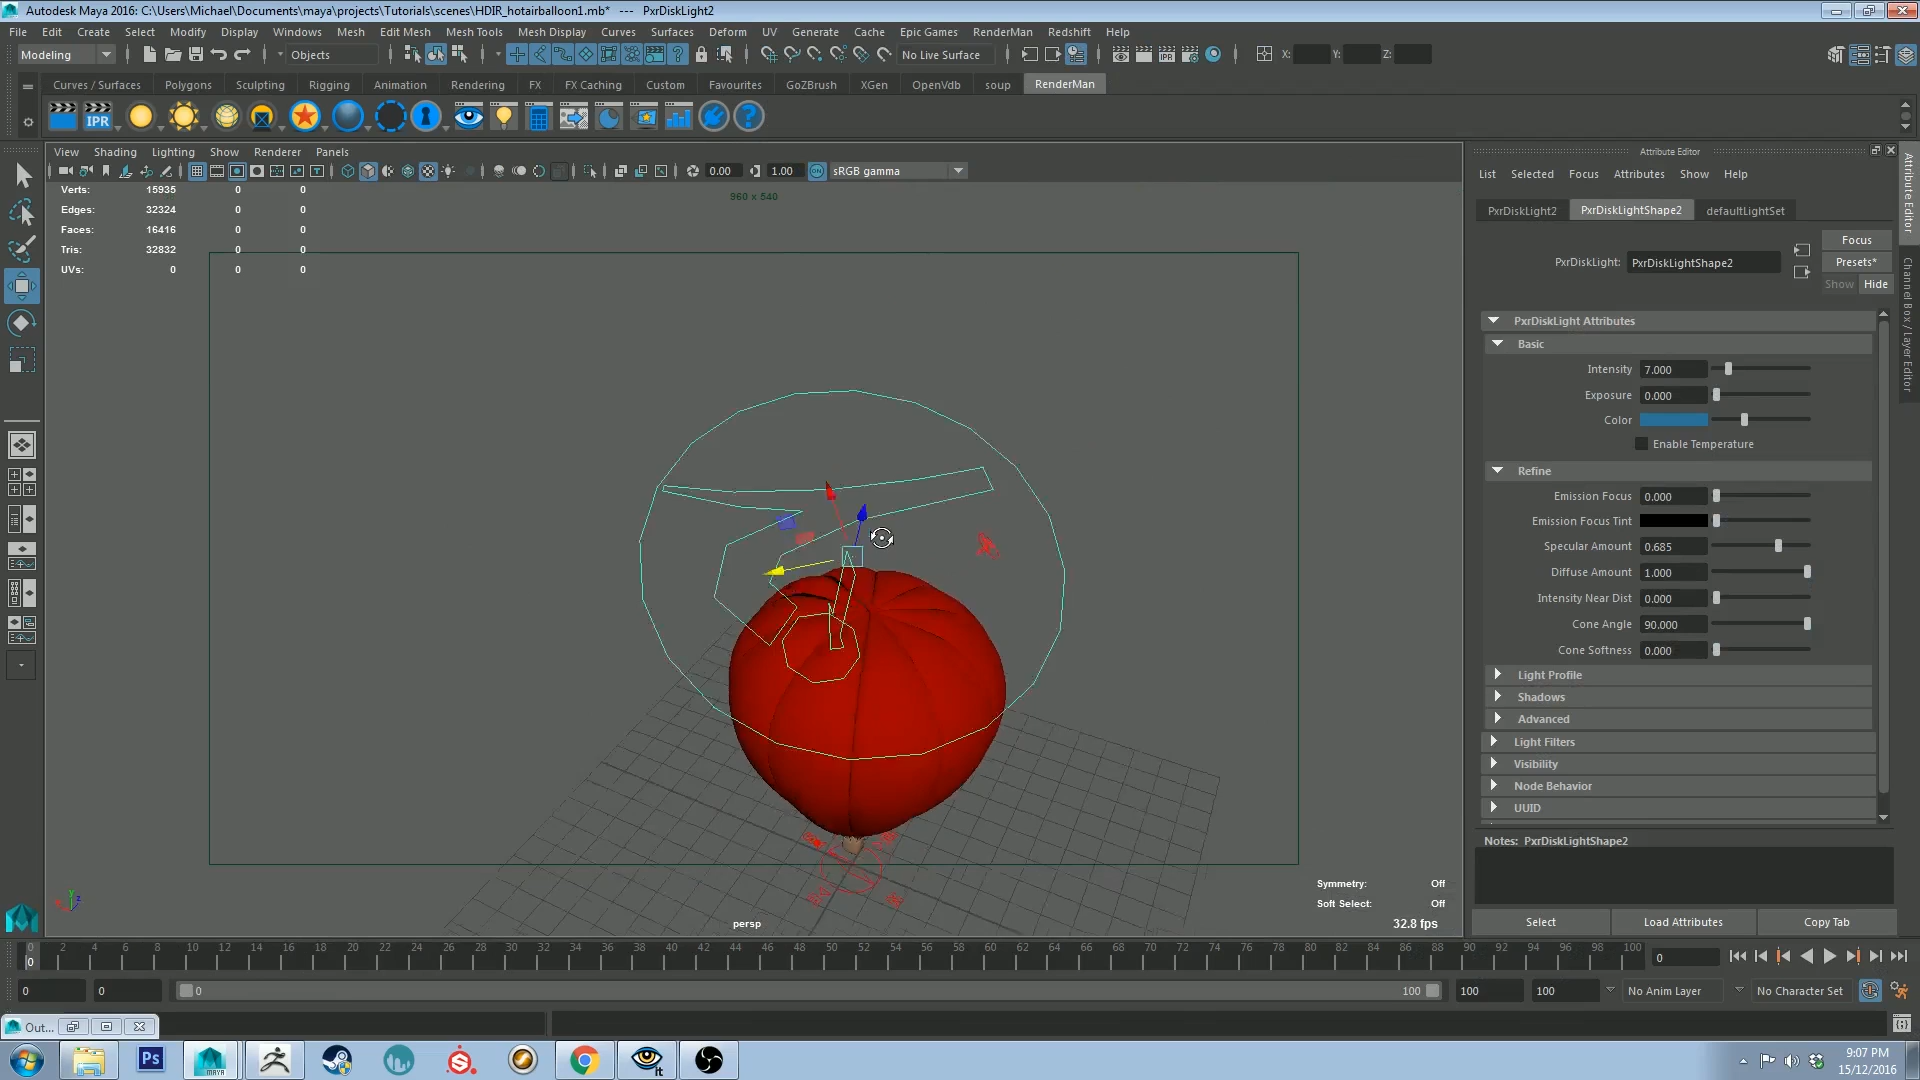 Autodesk Maya 2016: C:\Users\Michael\Documents\maya\projects\Tutorials\scenes\HDIR_hotairballoon1.mb* --- PxrDiskLight2
File Edit Create Select Modify Display Windows Mesh Edit Mesh Mesh Tools Mesh Display Curves Surfaces Deform UV Generate Cache Epic Games RenderMan Redshift Help
Modeling Objects No Live Surface X: Y: Z:
Curves / Surfaces Polygons Sculpting Rigging Animation Rendering FX FX Caching Custom Favourites GoZBrush XGen OpenVdb soup RenderMan
IPR
View Shading Lighting Show Renderer Panels
0.00 1.00 sRGB gamma
Verts: 15935 0 0
Edges: 32324 0 0
Faces: 16416 0 0
Tris: 32832 0 0
UVs: 0 0 0
960 x 540
Symmetry: Off
Soft Select: Off
32.8 fps
persp
Attribute Editor
List Selected Focus Attributes Show Help
PxrDiskLight2 PxrDiskLightShape2 defaultLightSet
PxrDiskLight: PxrDiskLightShape2
Focus
Presets*
Show Hide
PxrDiskLight Attributes
Basic
Intensity 7.000
Exposure 0.000
Color
Enable Temperature
Refine
Emission Focus 0.000
Emission Focus Tint
Specular Amount 0.685
Diffuse Amount 1.000
Intensity Near Dist 0.000
Cone Angle 90.000
Cone Softness 0.000
Light Profile
Shadows
Advanced
Light Filters
Visibility
Node Behavior
UUID
Notes: PxrDiskLightShape2
Select Load Attributes Copy Tab
Attribute Editor
Channel Box / Layer Editor
0 2 4 6 8 10 12 14 16 18 20 22 24 26 28 30 32 34 36 38 40 42 44 46 48 50 52 54 56 58 60 62 64 66 68 70 72 74 76 78 80 82 84 86 88 90 92 94 96 98 100
0 0
0 0 0 100 100 100 No Anim Layer No Character Set
Out...
Ps MAYA it
9:07 PM
15/12/2016